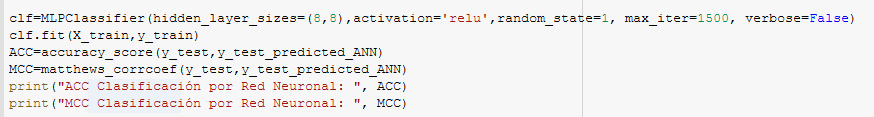 clf=MLPClassifier(hidden_layer_sizes=(8,8),activation='relu',random_state=1, max_iter=1500, verbose=False)
clf.fit(X_train,y_train)
ACC=accuracy_score(y_test,y_test_predicted_ANN)
MCC=matthews_corrcoef(y_test,y_test_predicted_ANN)
print("ACC Clasificación por Red Neuronal: ", ACC)
print("MCC Clasificación por Red Neuronal: ", MCC)